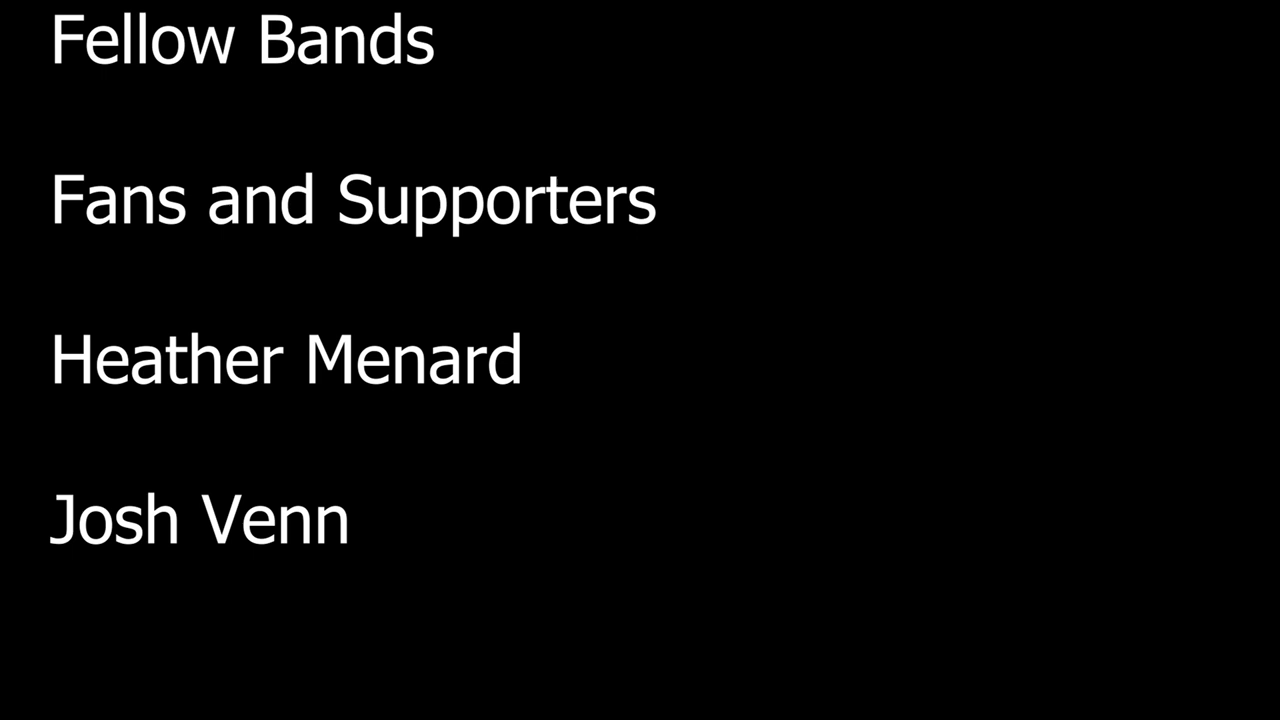 Fellow Bands
Fans and Supporters
Heather Menard
Josh Venn